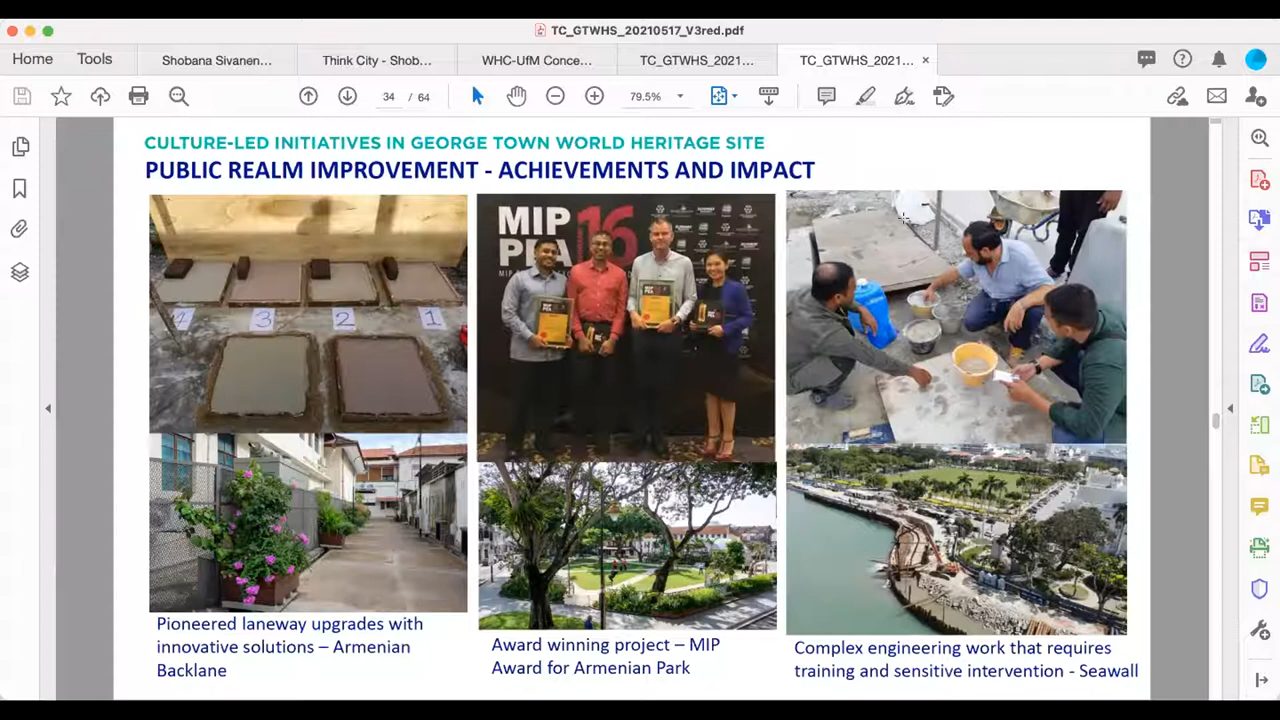 TC_GTWHS_20210517_V3red.pdf
Home
Tools
Shobana Sivanen...
Think City - Shob...
WHC-UfM Conce...
TC_GTWHS_2021...
TC_GTWHS_2021... ×
34 / 64
79.5%
CULTURE-LED INITIATIVES IN GEORGE TOWN WORLD HERITAGE SITE
PUBLIC REALM IMPROVEMENT - ACHIEVEMENTS AND IMPACT
3
2
1
MIP 16
PEA
Pioneered laneway upgrades with
innovative solutions – Armenian
Backlane
Award winning project – MIP
Award for Armenian Park
Complex engineering work that requires
training and sensitive intervention - Seawall